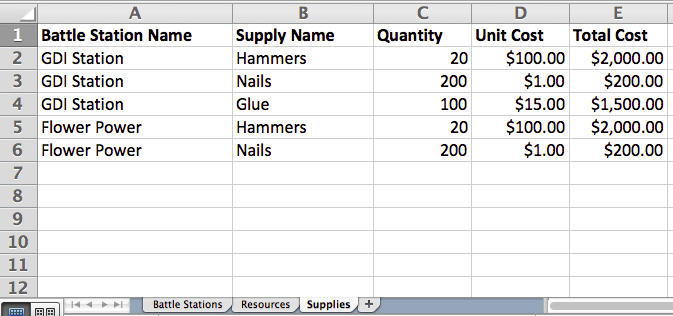 A B C D E
1 Battle Station Name Supply Name Quantity Unit Cost Total Cost
2 GDI Station Hammers 20 $100.00 $2,000.00
3 GDI Station Nails 200 $1.00 $200.00
4 GDI Station Glue 100 $15.00 $1,500.00
5 Flower Power Hammers 20 $100.00 $2,000.00
6 Flower Power Nails 200 $1.00 $200.00
7
8
9
10
11
12
Battle Stations Resources Supplies +